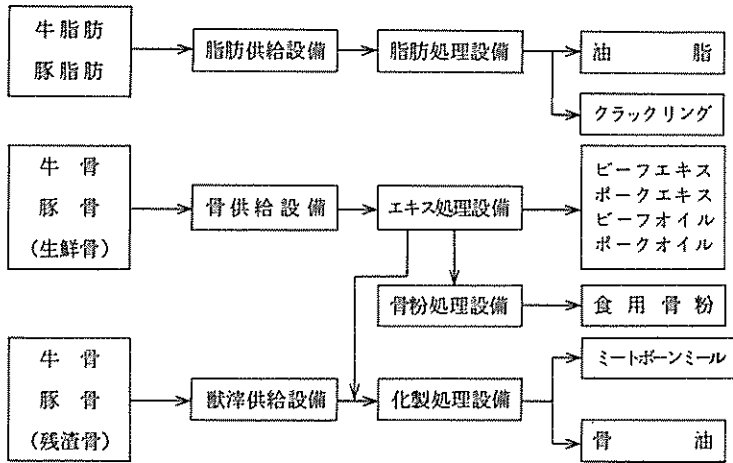 牛脂肪
豚脂肪
脂肪供給設備
脂肪処理設備
油脂
クラックリング
牛骨
豚骨
(生鮮骨)
骨供給設備
エキス処理設備
ビーフエキス
ポークエキス
ビーフオイル
ポークオイル
骨粉処理設備
食用骨粉
牛骨
豚骨
(残渣骨)
獣滓供給設備
化製処理設備
ミートボーンミール
骨油